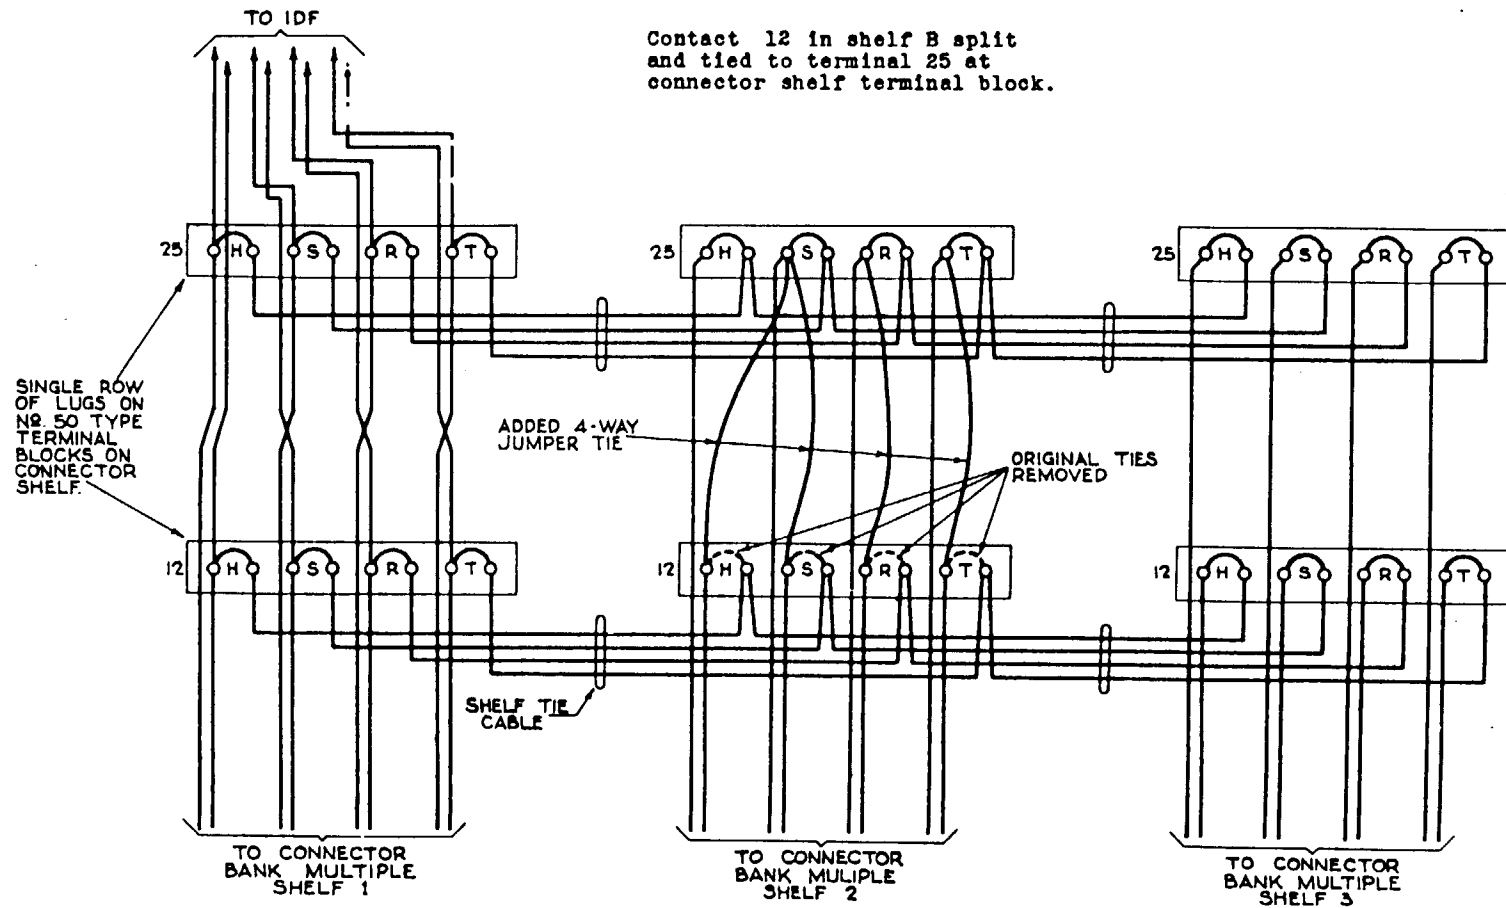 TO IDF
Contact 12 in shelf B split
and tied to terminal 25 at
connector shelf terminal block.
25 H S R T
25 H S R T
25 H S R T
SINGLE ROW
OF LUGS ON
Nº. 50 TYPE
TERMINAL
BLOCKS ON
CONNECTOR
SHELF.
ADDED 4-WAY
JUMPER TIE
ORIGINAL TIES
REMOVED
12 H S R T
12 H S R T
12 H S R T
SHELF TIE
CABLE
TO CONNECTOR
BANK MULTIPLE
SHELF 1
TO CONNECTOR
BANK MULIPLE
SHELF 2
TO CONNECTOR
BANK MULTIPLE
SHELF 3